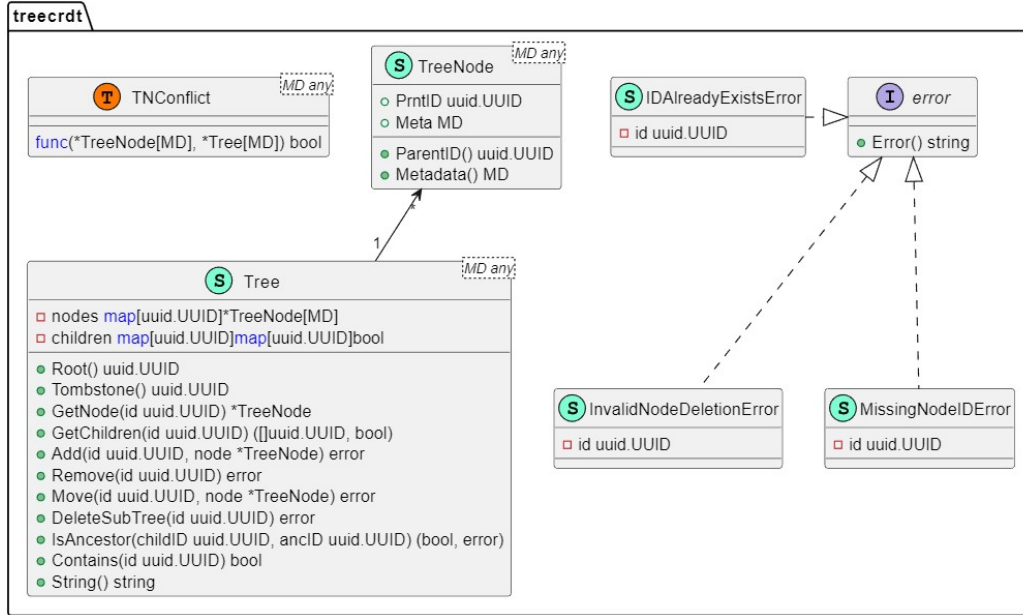 treecrdt
T TNConflict
MD any
func(*TreeNode[MD], *Tree[MD]) bool
S TreeNode
MD any
PrntID uuid.UUID
Meta MD
ParentID() uuid.UUID
Metadata() MD
S IDAlreadyExistsError
id uuid.UUID
I error
Error() string
*
1
S Tree
MD any
nodes map[uuid.UUID]*TreeNode[MD]
children map[uuid.UUID]map[uuid.UUID]bool
Root() uuid.UUID
Tombstone() uuid.UUID
GetNode(id uuid.UUID) *TreeNode
GetChildren(id uuid.UUID) ([]uuid.UUID, bool)
Add(id uuid.UUID, node *TreeNode) error
Remove(id uuid.UUID) error
Move(id uuid.UUID, node *TreeNode) error
DeleteSubTree(id uuid.UUID) error
IsAncestor(childID uuid.UUID, ancID uuid.UUID) (bool, error)
Contains(id uuid.UUID) bool
String() string
S InvalidNodeDeletionError
id uuid.UUID
S MissingNodeIDError
id uuid.UUID